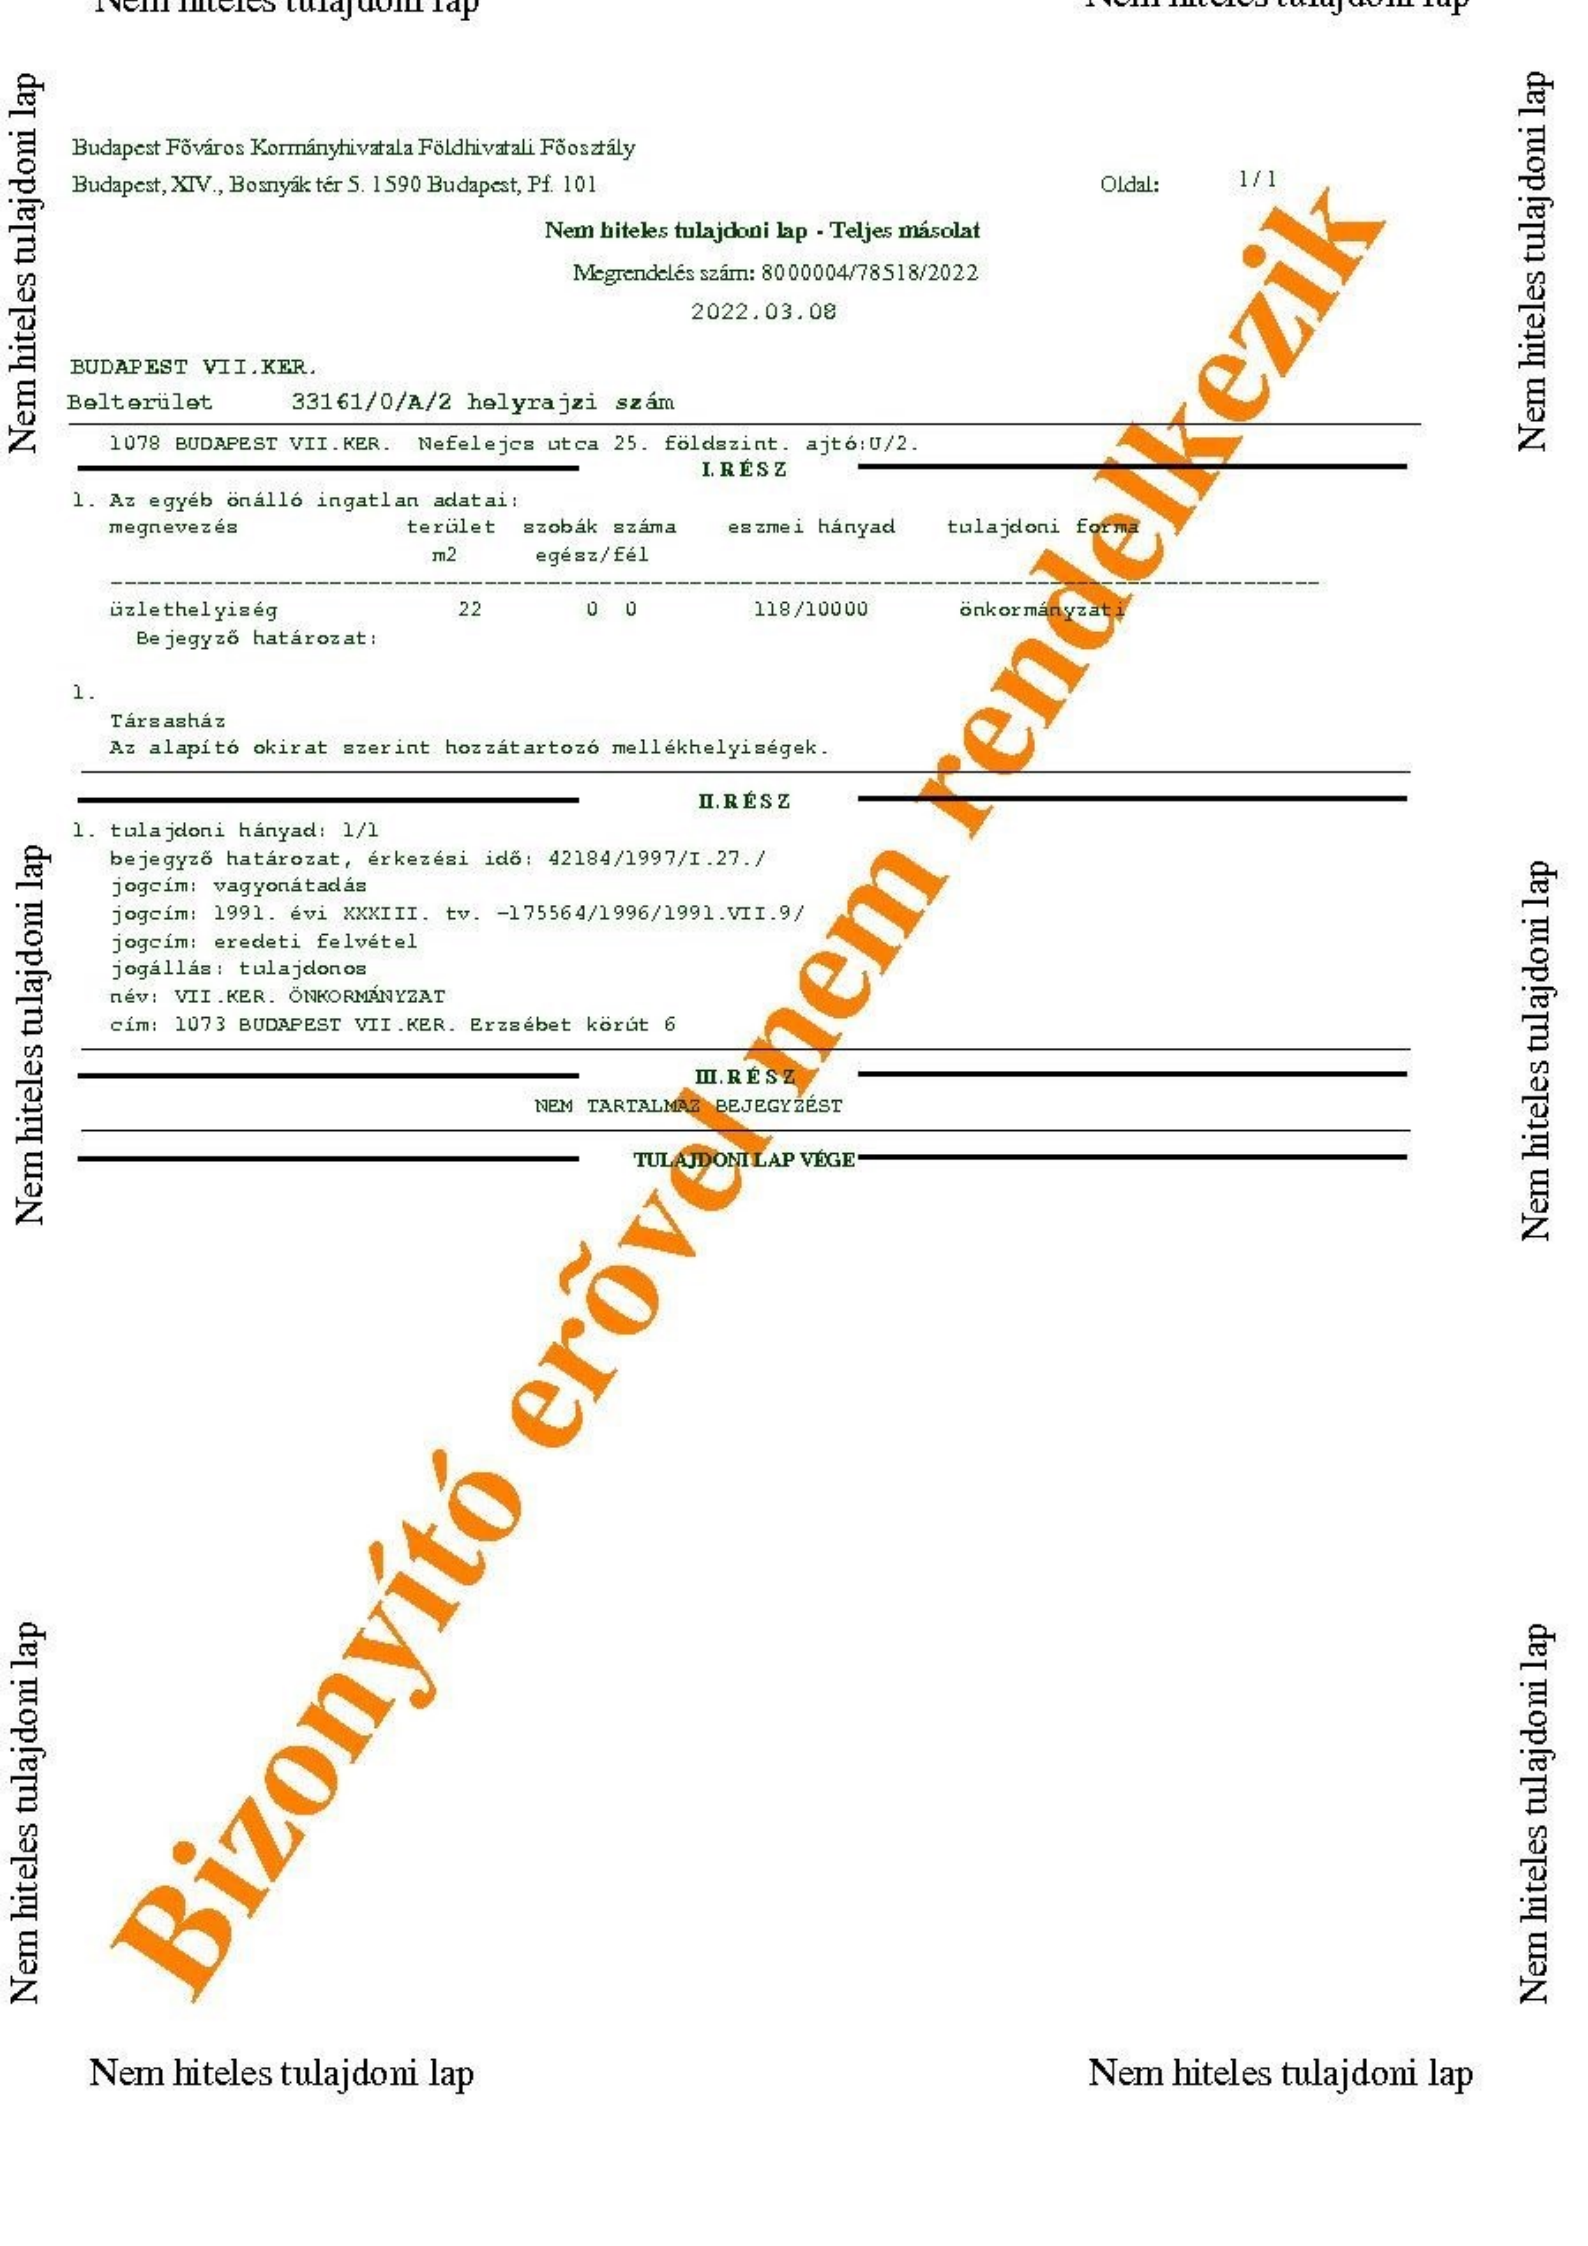 Nem hiteles tulajdoni lap
Nem hiteles tulajdoni lap
Nem hiteles tulajdoni lap
Nem hiteles tulajdoni lap
Budapest Fõváros Kormányhivatala Földhivatali Fõosztály
Budapest, XIV., Bosnyák tér 5. 1590 Budapest, Pf. 101 Oldal: 1/1
Nem hiteles tulajdoni lap - Teljes másolat
Megrendelés szám: 8000004/78518/2022
2022.03.08
BUDAPEST VII.KER.
Belterület 33161/0/A/2 helyrajzi szám
1078 BUDAPEST VII.KER. Nefelejcs utca 25. földszint. ajtó:U/2.
I.RÉSZ
1. Az egyéb önálló ingatlan adatai:
megnevezés terület szobák száma eszmei hányad tulajdoni forma
m2 egész/fél
üzlethelyiség 22 0 0 118/10000 önkormányzati
Bejegyzõ határozat:
1.
Társasház
Az alapító okirat szerint hozzátartozó mellékhelyiségek.
II.RÉSZ
1. tulajdoni hányad: 1/1
bejegyzõ határozat, érkezési idõ: 42184/1997/I.27./
jogcím: vagyonátadás
jogcím: 1991. évi XXXIII. tv. -175564/1996/1991.VII.9/
jogcím: eredeti felvétel
jogállás: tulajdonos
név: VII.KER. ÖNKORMÁNYZAT
cím: 1073 BUDAPEST VII.KER. Erzsébet körút 6
III.RÉSZ
NEM TARTALMAZ BEJEGYZÉST
TULAJDONI LAP VÉGE
Bizonyító erõvel nem rendelkezik
Nem hiteles tulajdoni lap
Nem hiteles tulajdoni lap
Nem hiteles tulajdoni lap
Nem hiteles tulajdoni lap
Nem hiteles tulajdoni lap
Nem hiteles tulajdoni lap